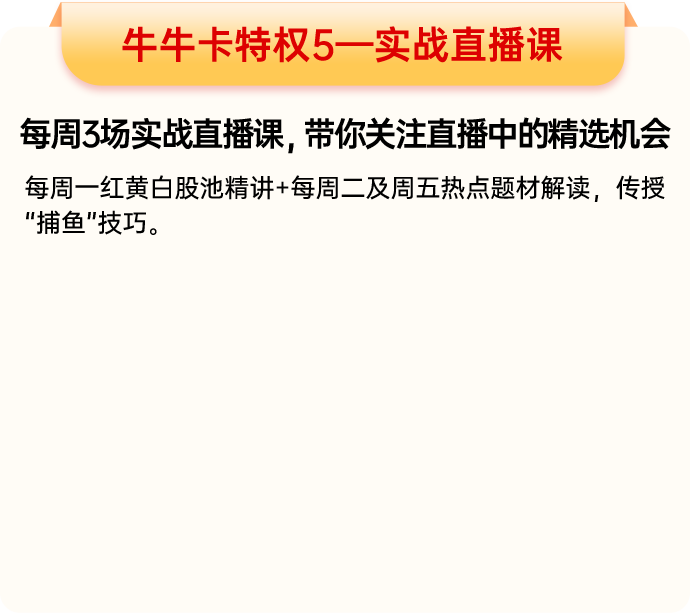 牛牛卡特权5—实战直播课
每周3场实战直播课，带你关注直播中的精选机会
每周一红黄白股池精讲+每周二及周五热点题材解读，传授
“捕鱼”技巧。